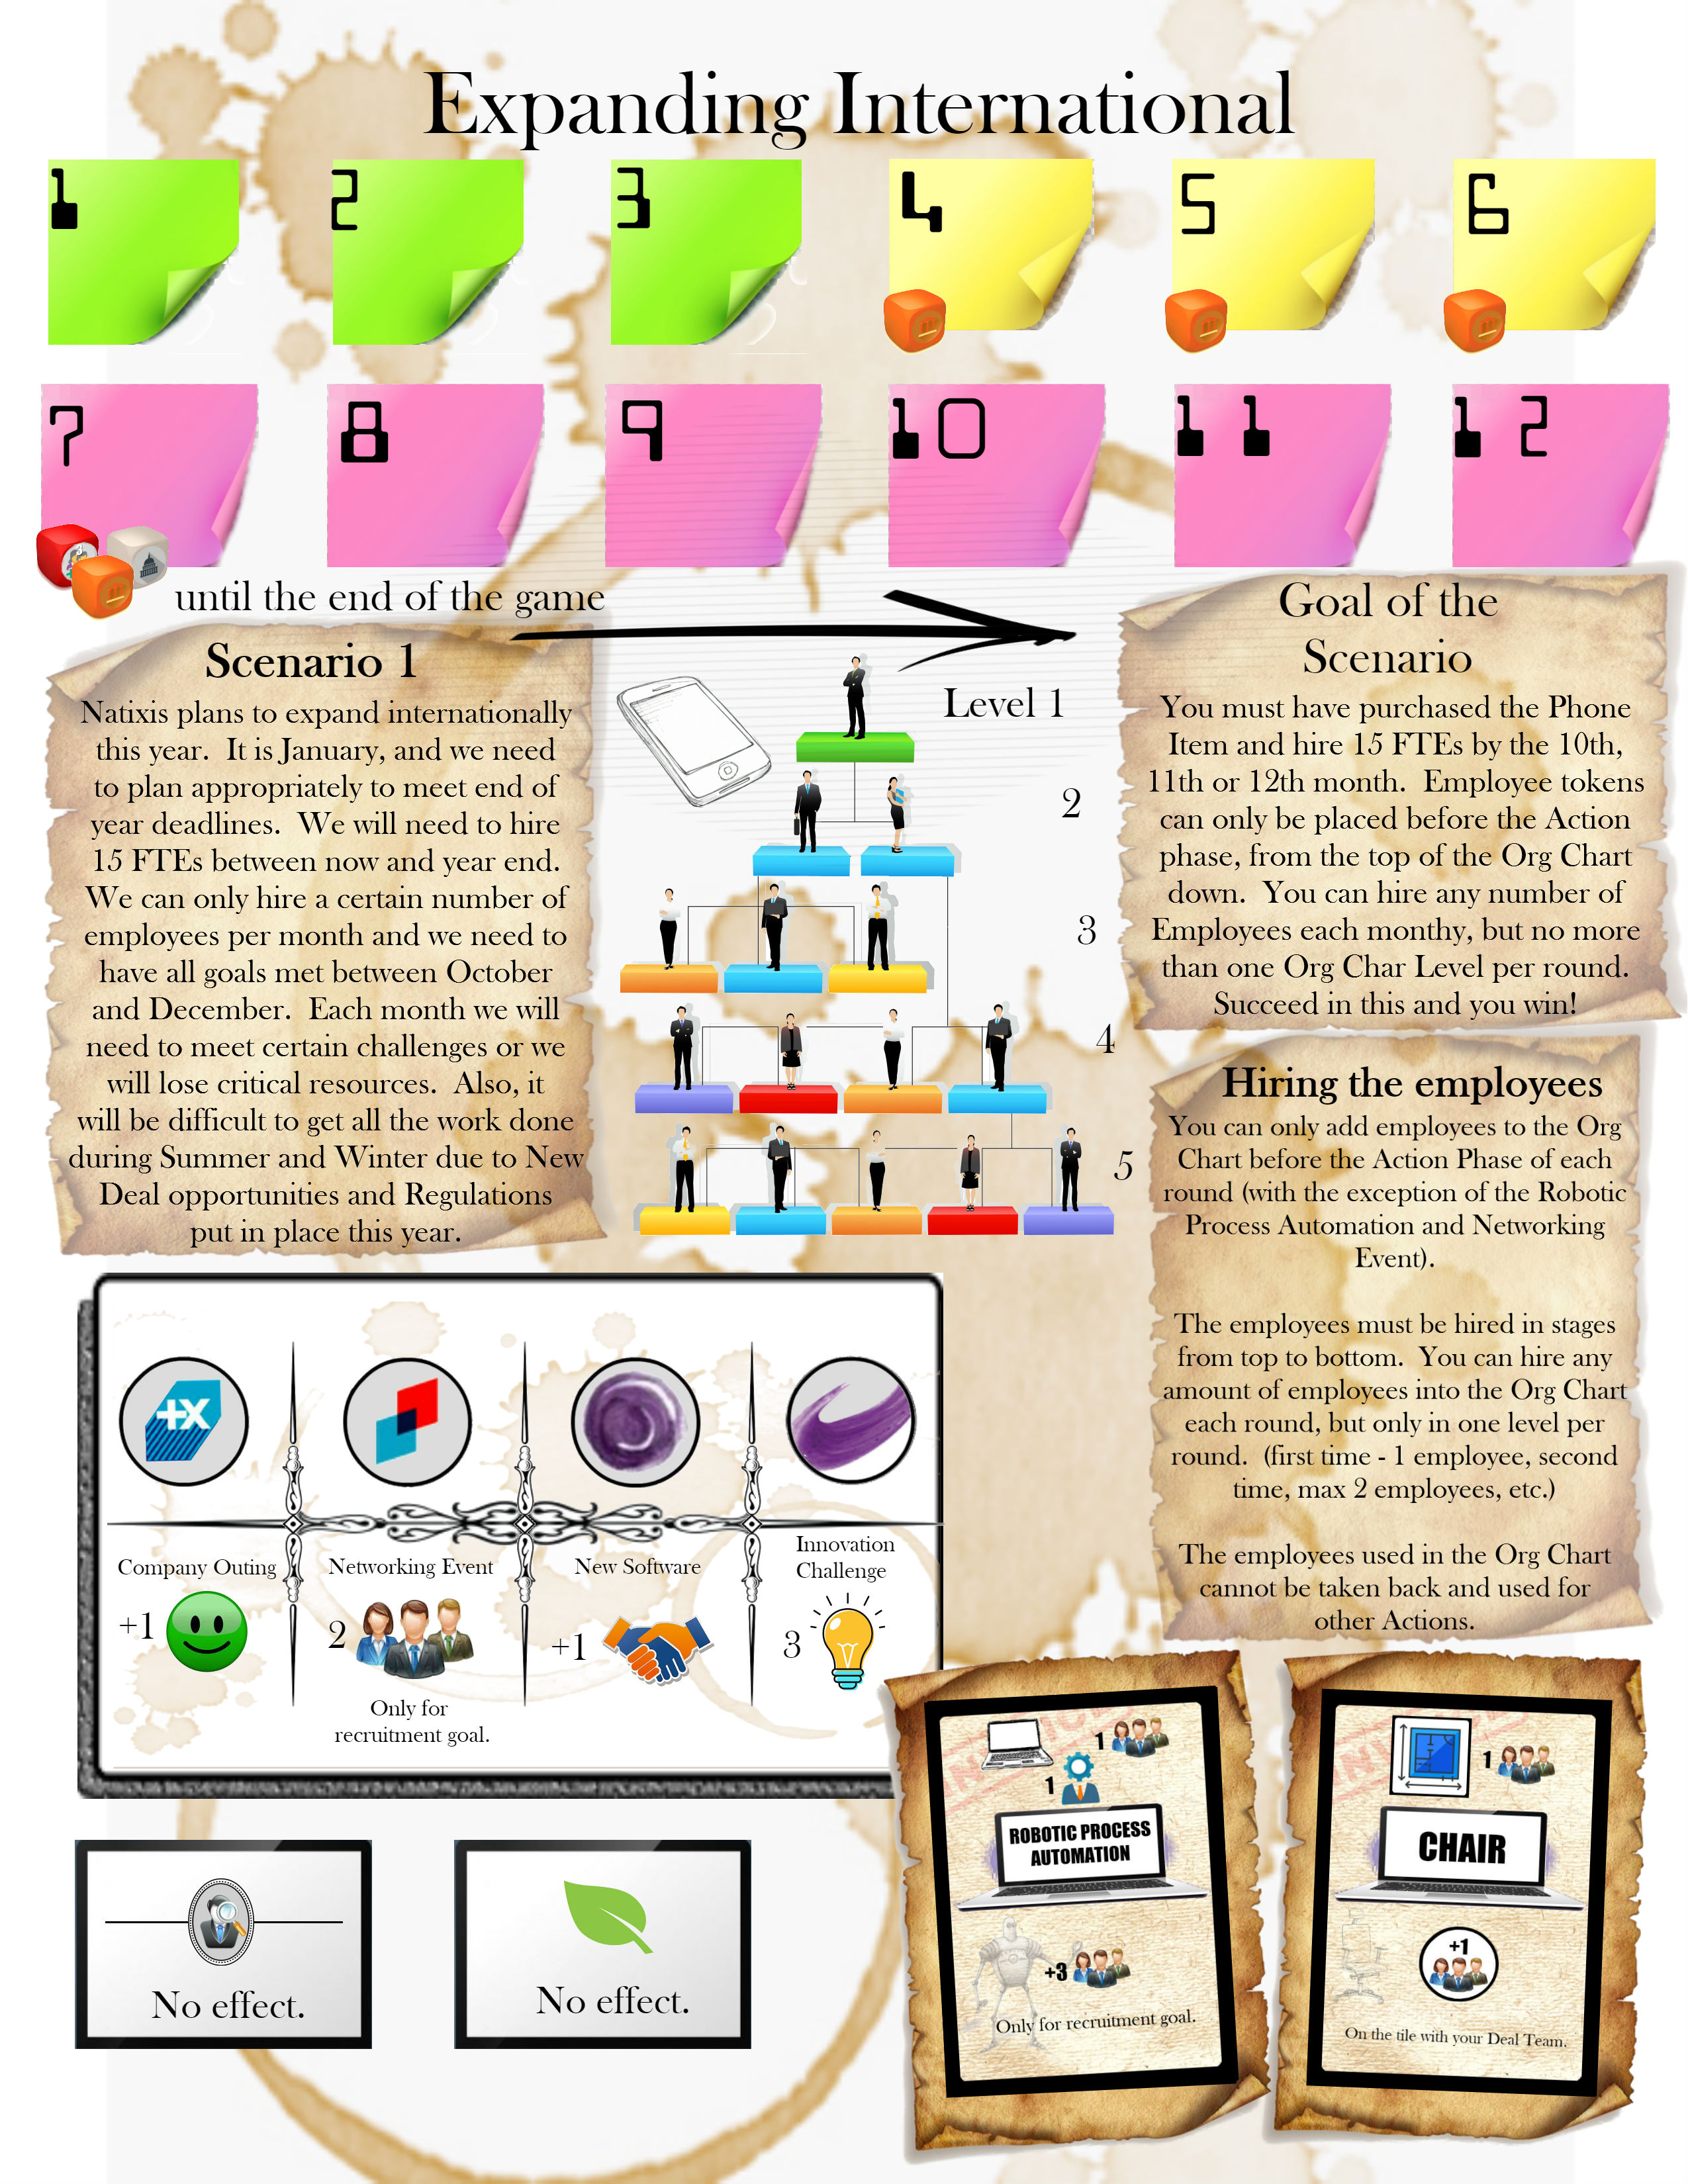 Expanding International
1
2
3
4
5
6
7
8
9
10
11
12
until the end of the game
Scenario 1
Natixis plans to expand internationally
this year. It is January, and we need
to plan appropriately to meet end of
year deadlines. We will need to hire
15 FTEs between now and year end.
We can only hire a certain number of
employees per month and we need to
have all goals met between October
and December. Each month we will
need to meet certain challenges or we
will lose critical resources. Also, it
will be difficult to get all the work done
during Summer and Winter due to New
Deal opportunities and Regulations
put in place this year.
Level 1
2
3
4
5
Goal of the
Scenario
You must have purchased the Phone
Item and hire 15 FTEs by the 10th,
11th or 12th month. Employee tokens
can only be placed before the Action
phase, from the top of the Org Chart
down. You can hire any number of
Employees each monthy, but no more
than one Org Char Level per round.
Succeed in this and you win!
Hiring the employees
You can only add employees to the Org
Chart before the Action Phase of each
round (with the exception of the Robotic
Process Automation and Networking
Event).
The employees must be hired in stages
from top to bottom. You can hire any
amount of employees into the Org Chart
each round, but only in one level per
round. (first time - 1 employee, second
time, max 2 employees, etc.)
The employees used in the Org Chart
cannot be taken back and used for
other Actions.
+X
Company Outing
+1
Networking Event
2
Only for
recruitment goal.
New Software
+1
Innovation
Challenge
3
No effect.
No effect.
1
1
ROBOTIC PROCESS
AUTOMATION
+3
Only for recruitment goal.
1
CHAIR
+1
On the tile with your Deal Team.